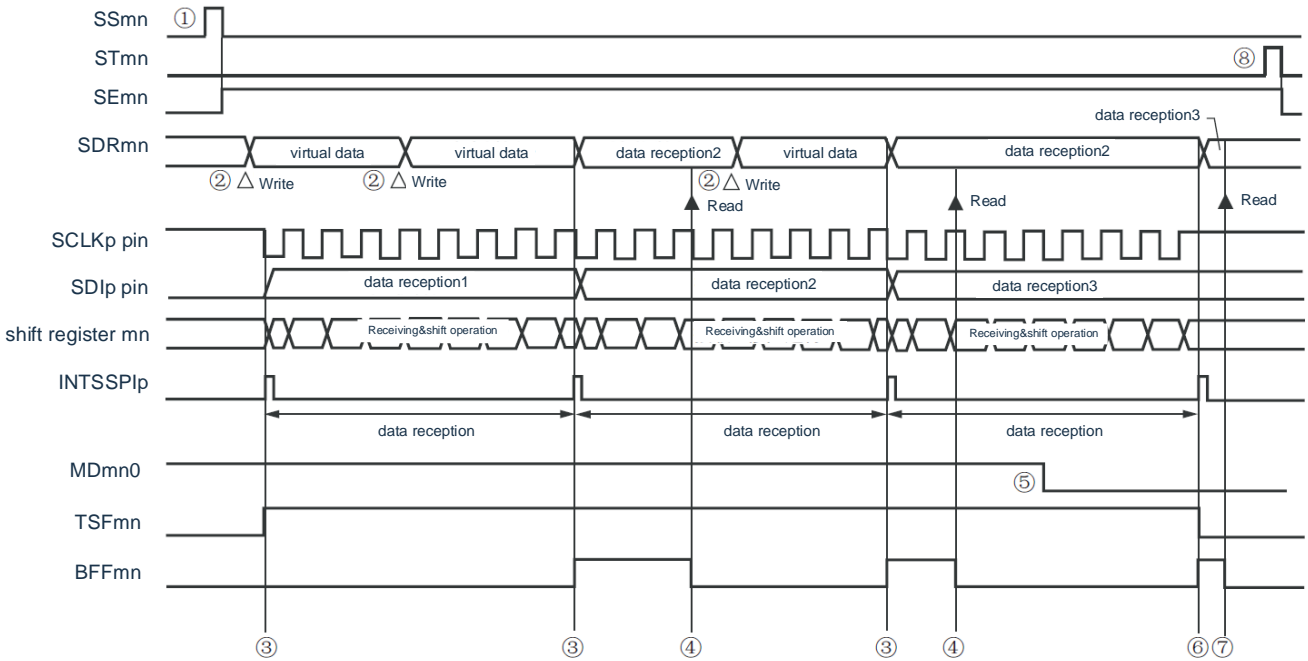 SSmn ①
STmn ⑧
SEmn
data reception3
SDRmn virtual data virtual data data reception2 virtual data data reception2
② △ Write ② △ Write ② △ Write
Read Read Read
SCLKp pin
SDIp pin data reception1 data reception2 data reception3
shift register mn Receiving&shift operation Receiving&shift operation Receiving&shift operation
INTSSPIp
data reception data reception data reception
MDmn0 ⑤
TSFmn
BFFmn
③ ③ ④ ③ ④ ⑥ ⑦